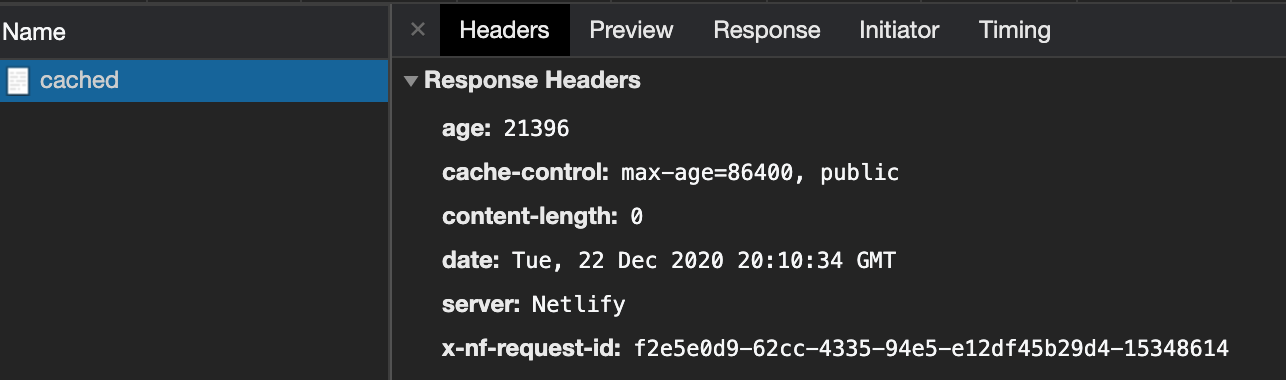 Name
× Headers Preview Response Initiator Timing
cached
Response Headers
age: 21396
cache-control: max-age=86400, public
content-length: 0
date: Tue, 22 Dec 2020 20:10:34 GMT
server: Netlify
x-nf-request-id: f2e5e0d9-62cc-4335-94e5-e12df45b29d4-15348614